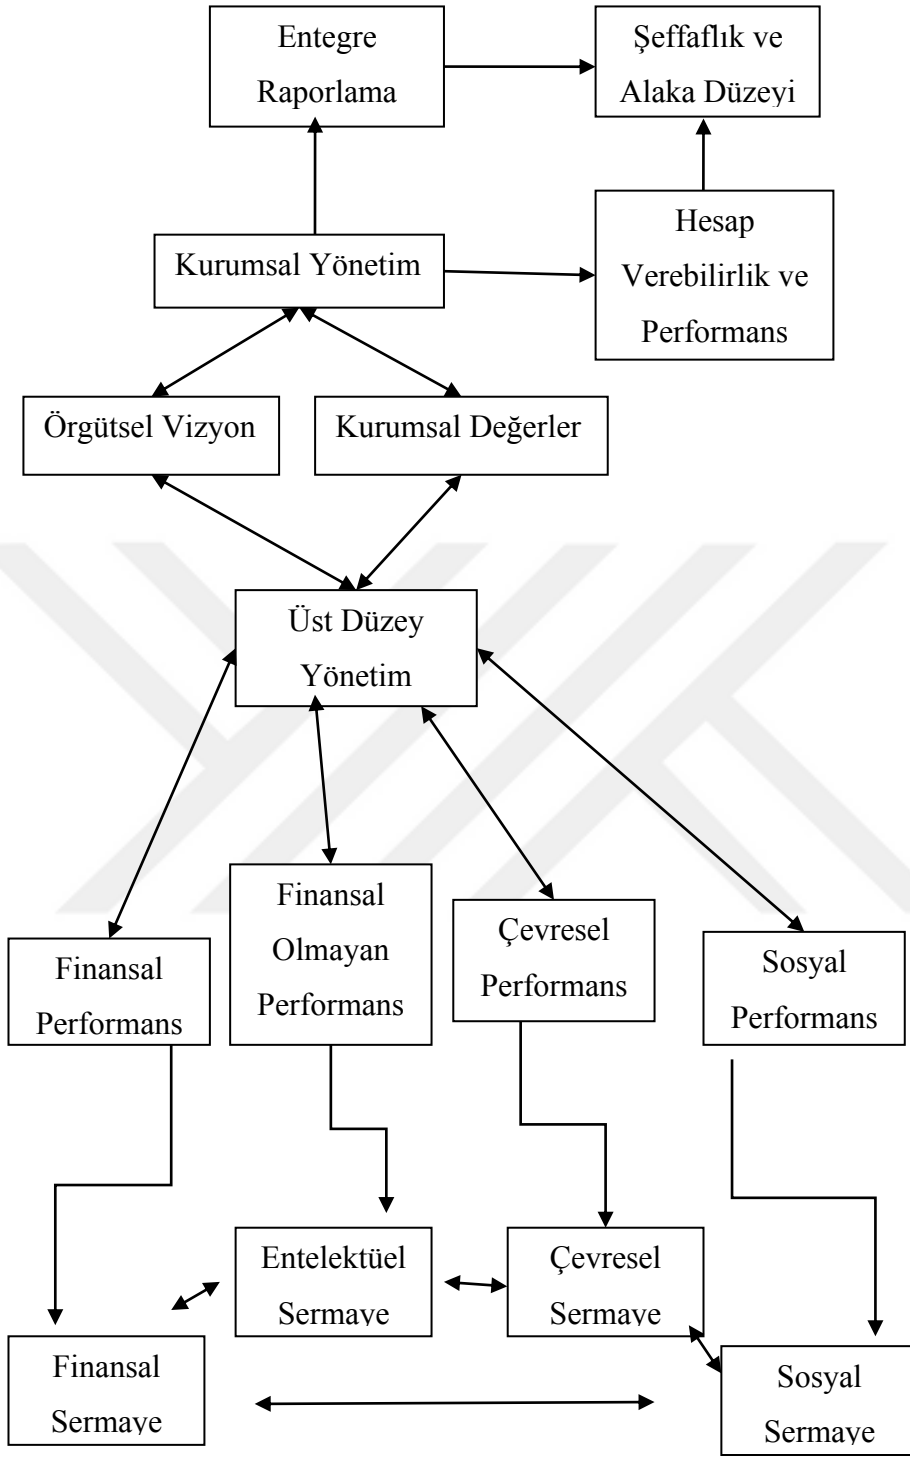 Entegre
Raporlama
Şeffaflık ve
Alaka Düzeyi
Kurumsal Yönetim
Hesap
Verebilirlik ve
Performans
Örgütsel Vizyon
Kurumsal Değerler
Üst Düzey
Yönetim
Finansal
Performans
Finansal
Olmayan
Performans
Çevresel
Performans
Sosyal
Performans
Entelektüel
Sermaye
Çevresel
Sermaye
Finansal
Sermaye
Sosyal
Sermaye